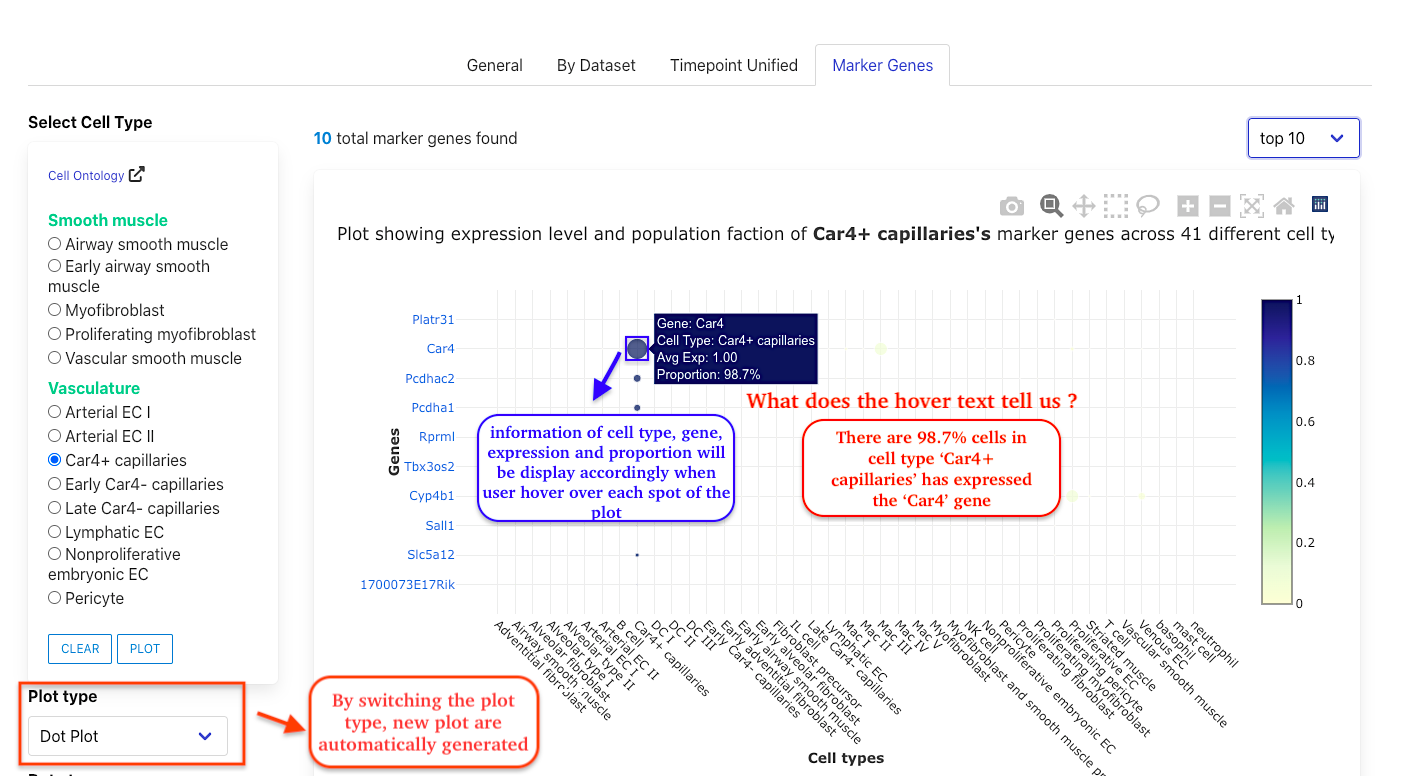 General By Dataset Timepoint Unified Marker Genes
Select Cell Type
10 total marker genes found
top 10
Cell Ontology
Smooth muscle
Airway smooth muscle
Early airway smooth
muscle
Myofibroblast
Proliferating myofibroblast
Vascular smooth muscle
Vasculature
Arterial EC I
Arterial EC II
Car4+ capillaries
Early Car4- capillaries
Late Car4- capillaries
Lymphatic EC
Nonproliferative
embryonic EC
Pericyte
CLEAR PLOT
Plot type
Dot Plot
By switching the plot
type, new plot are
automatically generated
Plot showing expression level and population faction of Car4+ capillaries's marker genes across 41 different cell ty
Genes
Platr31
Car4
Pcdhac2
Pcdha1
Rprml
Tbx3os2
Cyp4b1
Sall1
Slc5a12
1700073E17Rik
Gene: Car4
Cell Type: Car4+ capillaries
Avg Exp: 1.00
Proportion: 98.7%
information of cell type, gene,
expression and proportion will
be display accordingly when
user hover over each spot of the
plot
What does the hover text tell us ?
There are 98.7% cells in
cell type ‘Car4+
capillaries’ has expressed
the ‘Car4’ gene
1
0.8
0.6
0.4
0.2
0
Adventitial fibroblast
Airway smooth muscle
Alveolar fibroblast
Alveolar type I
Alveolar type II
Arterial EC I
Arterial EC II
B cell
Car4+ capillaries
DC I
DC II
DC III
Early Car4- capillaries
Early adventitial fibroblast
Early airway smooth muscle
Early alveolar fibroblast
Fibroblast precursor
IL cell
Late Car4- capillaries
Lymphatic EC
Mac I
Mac II
Mac III
Mac IV
Mac V
Myofibroblast
Myofibroblast and smooth muscle pr
NK cell
Nonproliferative embryonic EC
Pericyte
Proliferating fibroblast
Proliferating myofibroblast
Proliferating pericyte
Proliferative EC
Striated muscle
T cell
Vascular smooth muscle
Venous EC
basophil
mast cell
neutrophil
Cell types